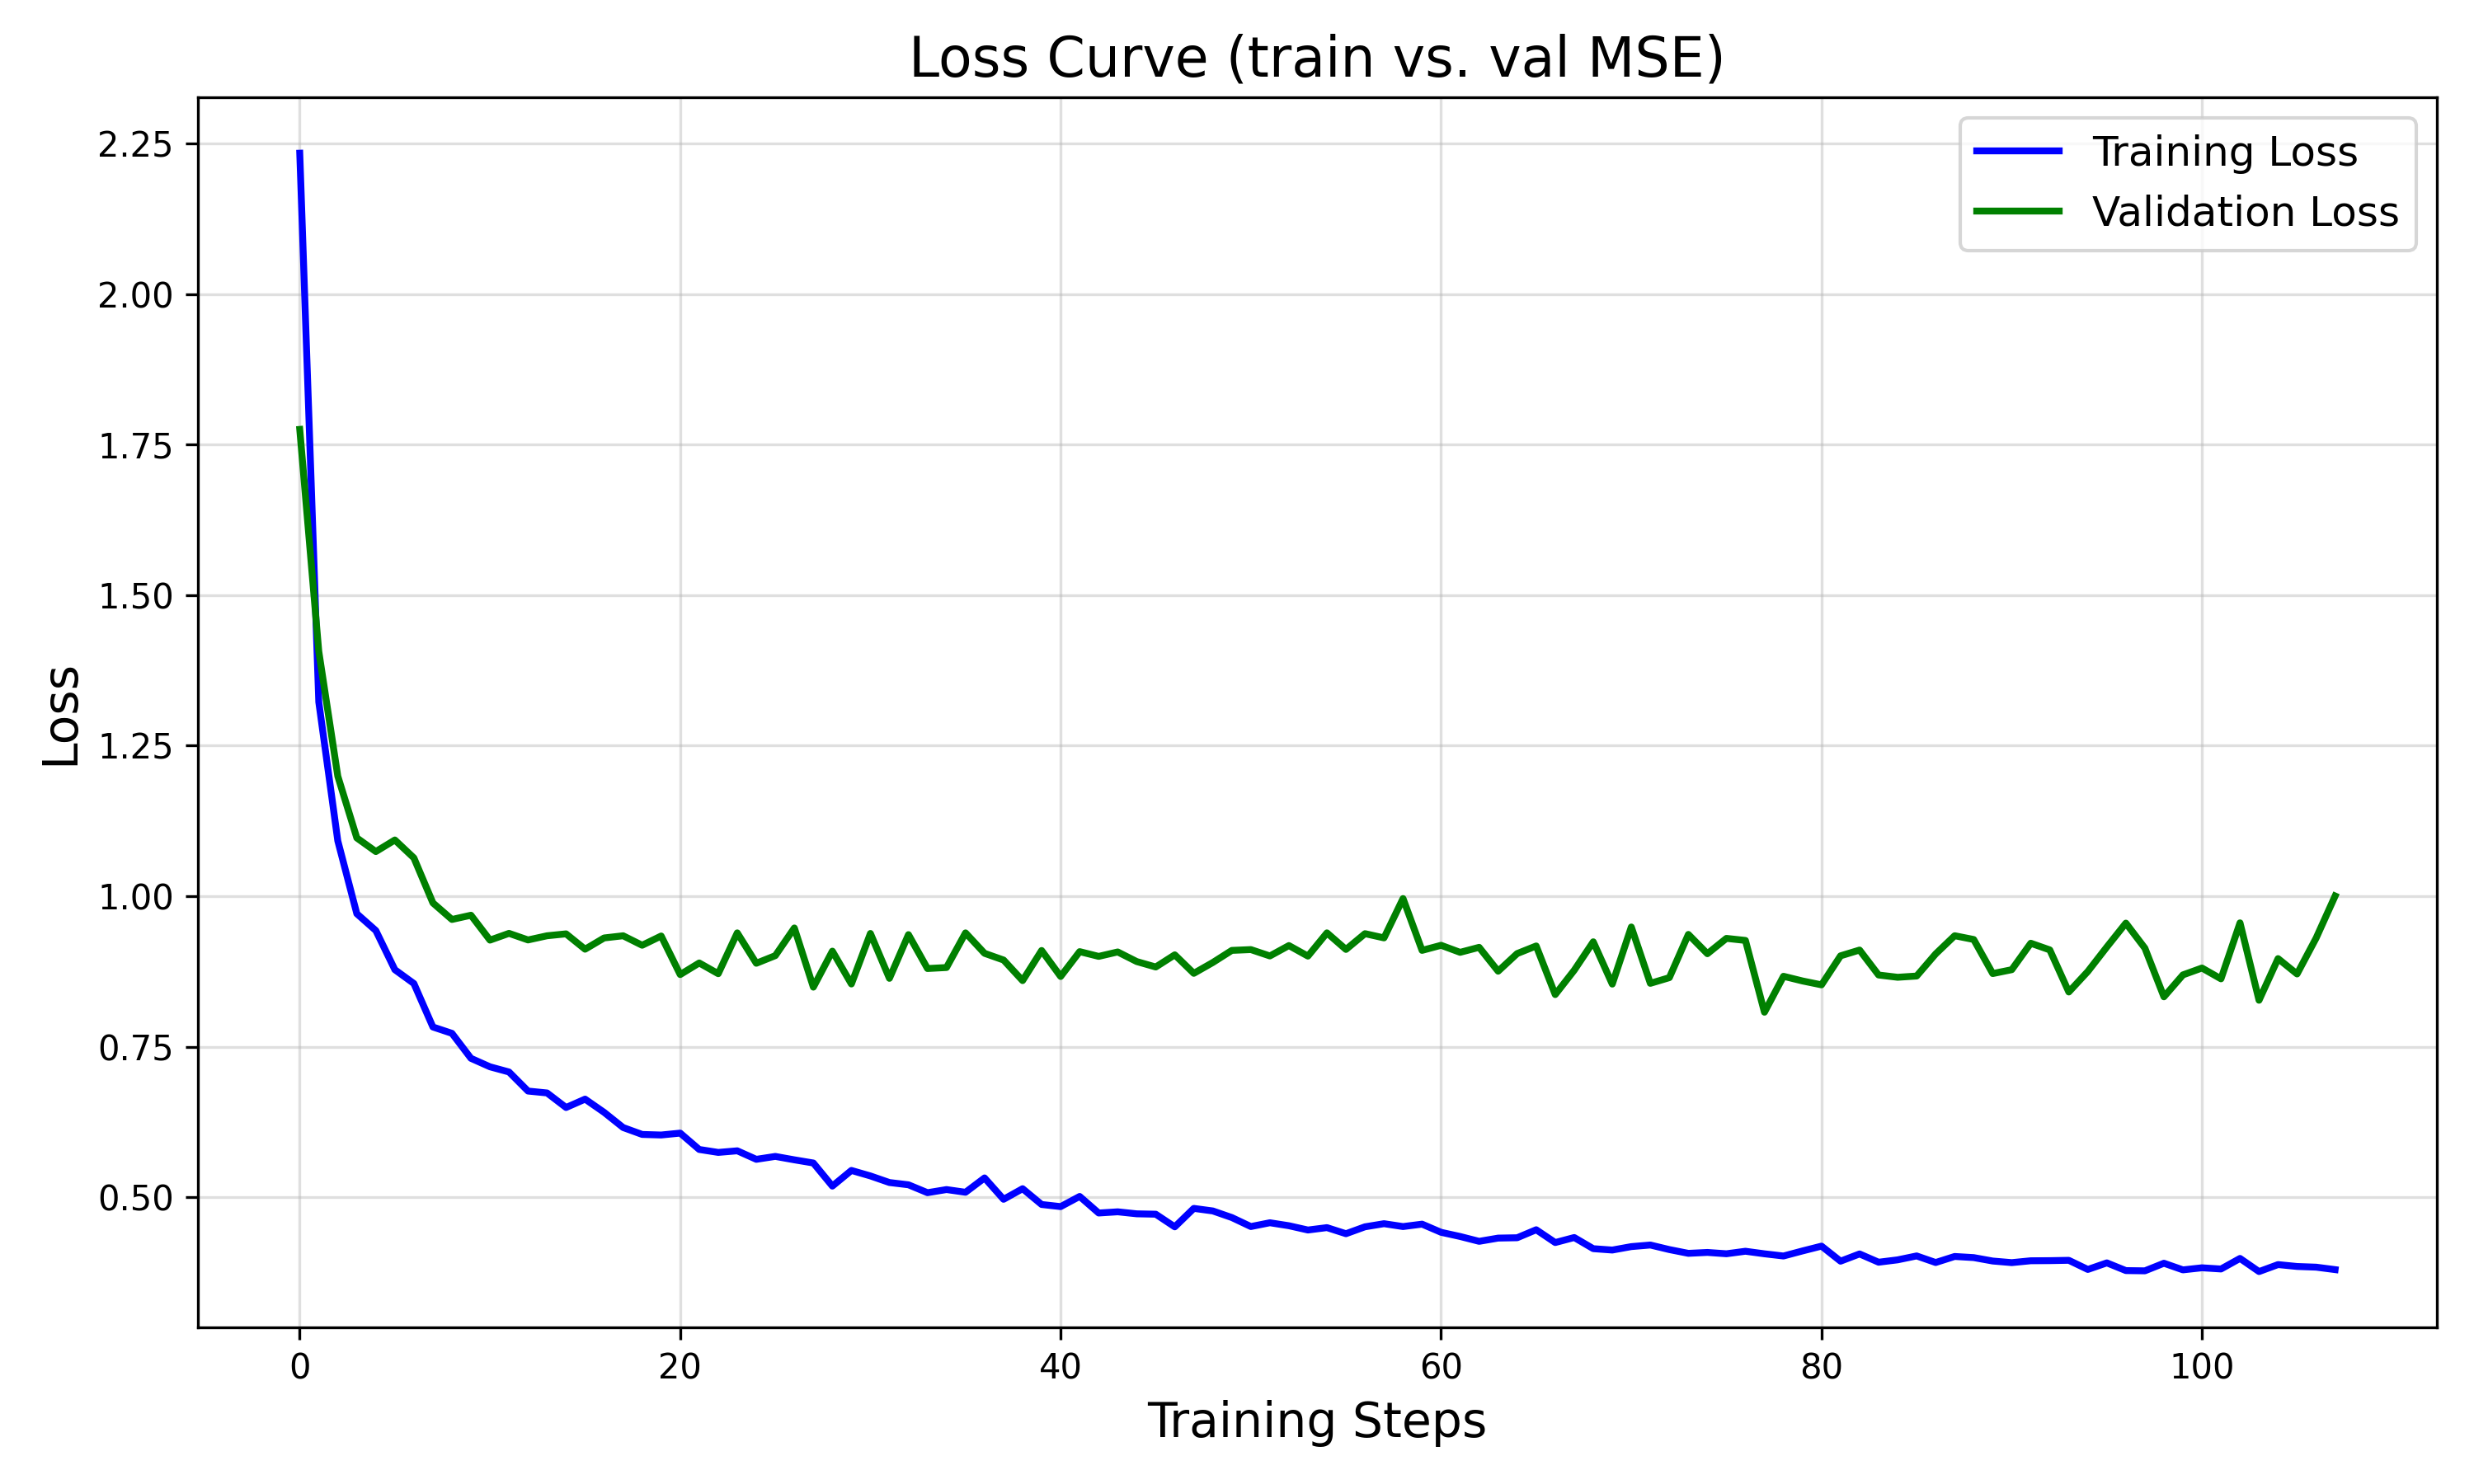 Loss Curve (train vs. val MSE)
Training Loss
Validation Loss
2.25
2.00
1.75
1.50
1.25
1.00
0.75
0.50
Loss
0 20 40 60 80 100
Training Steps